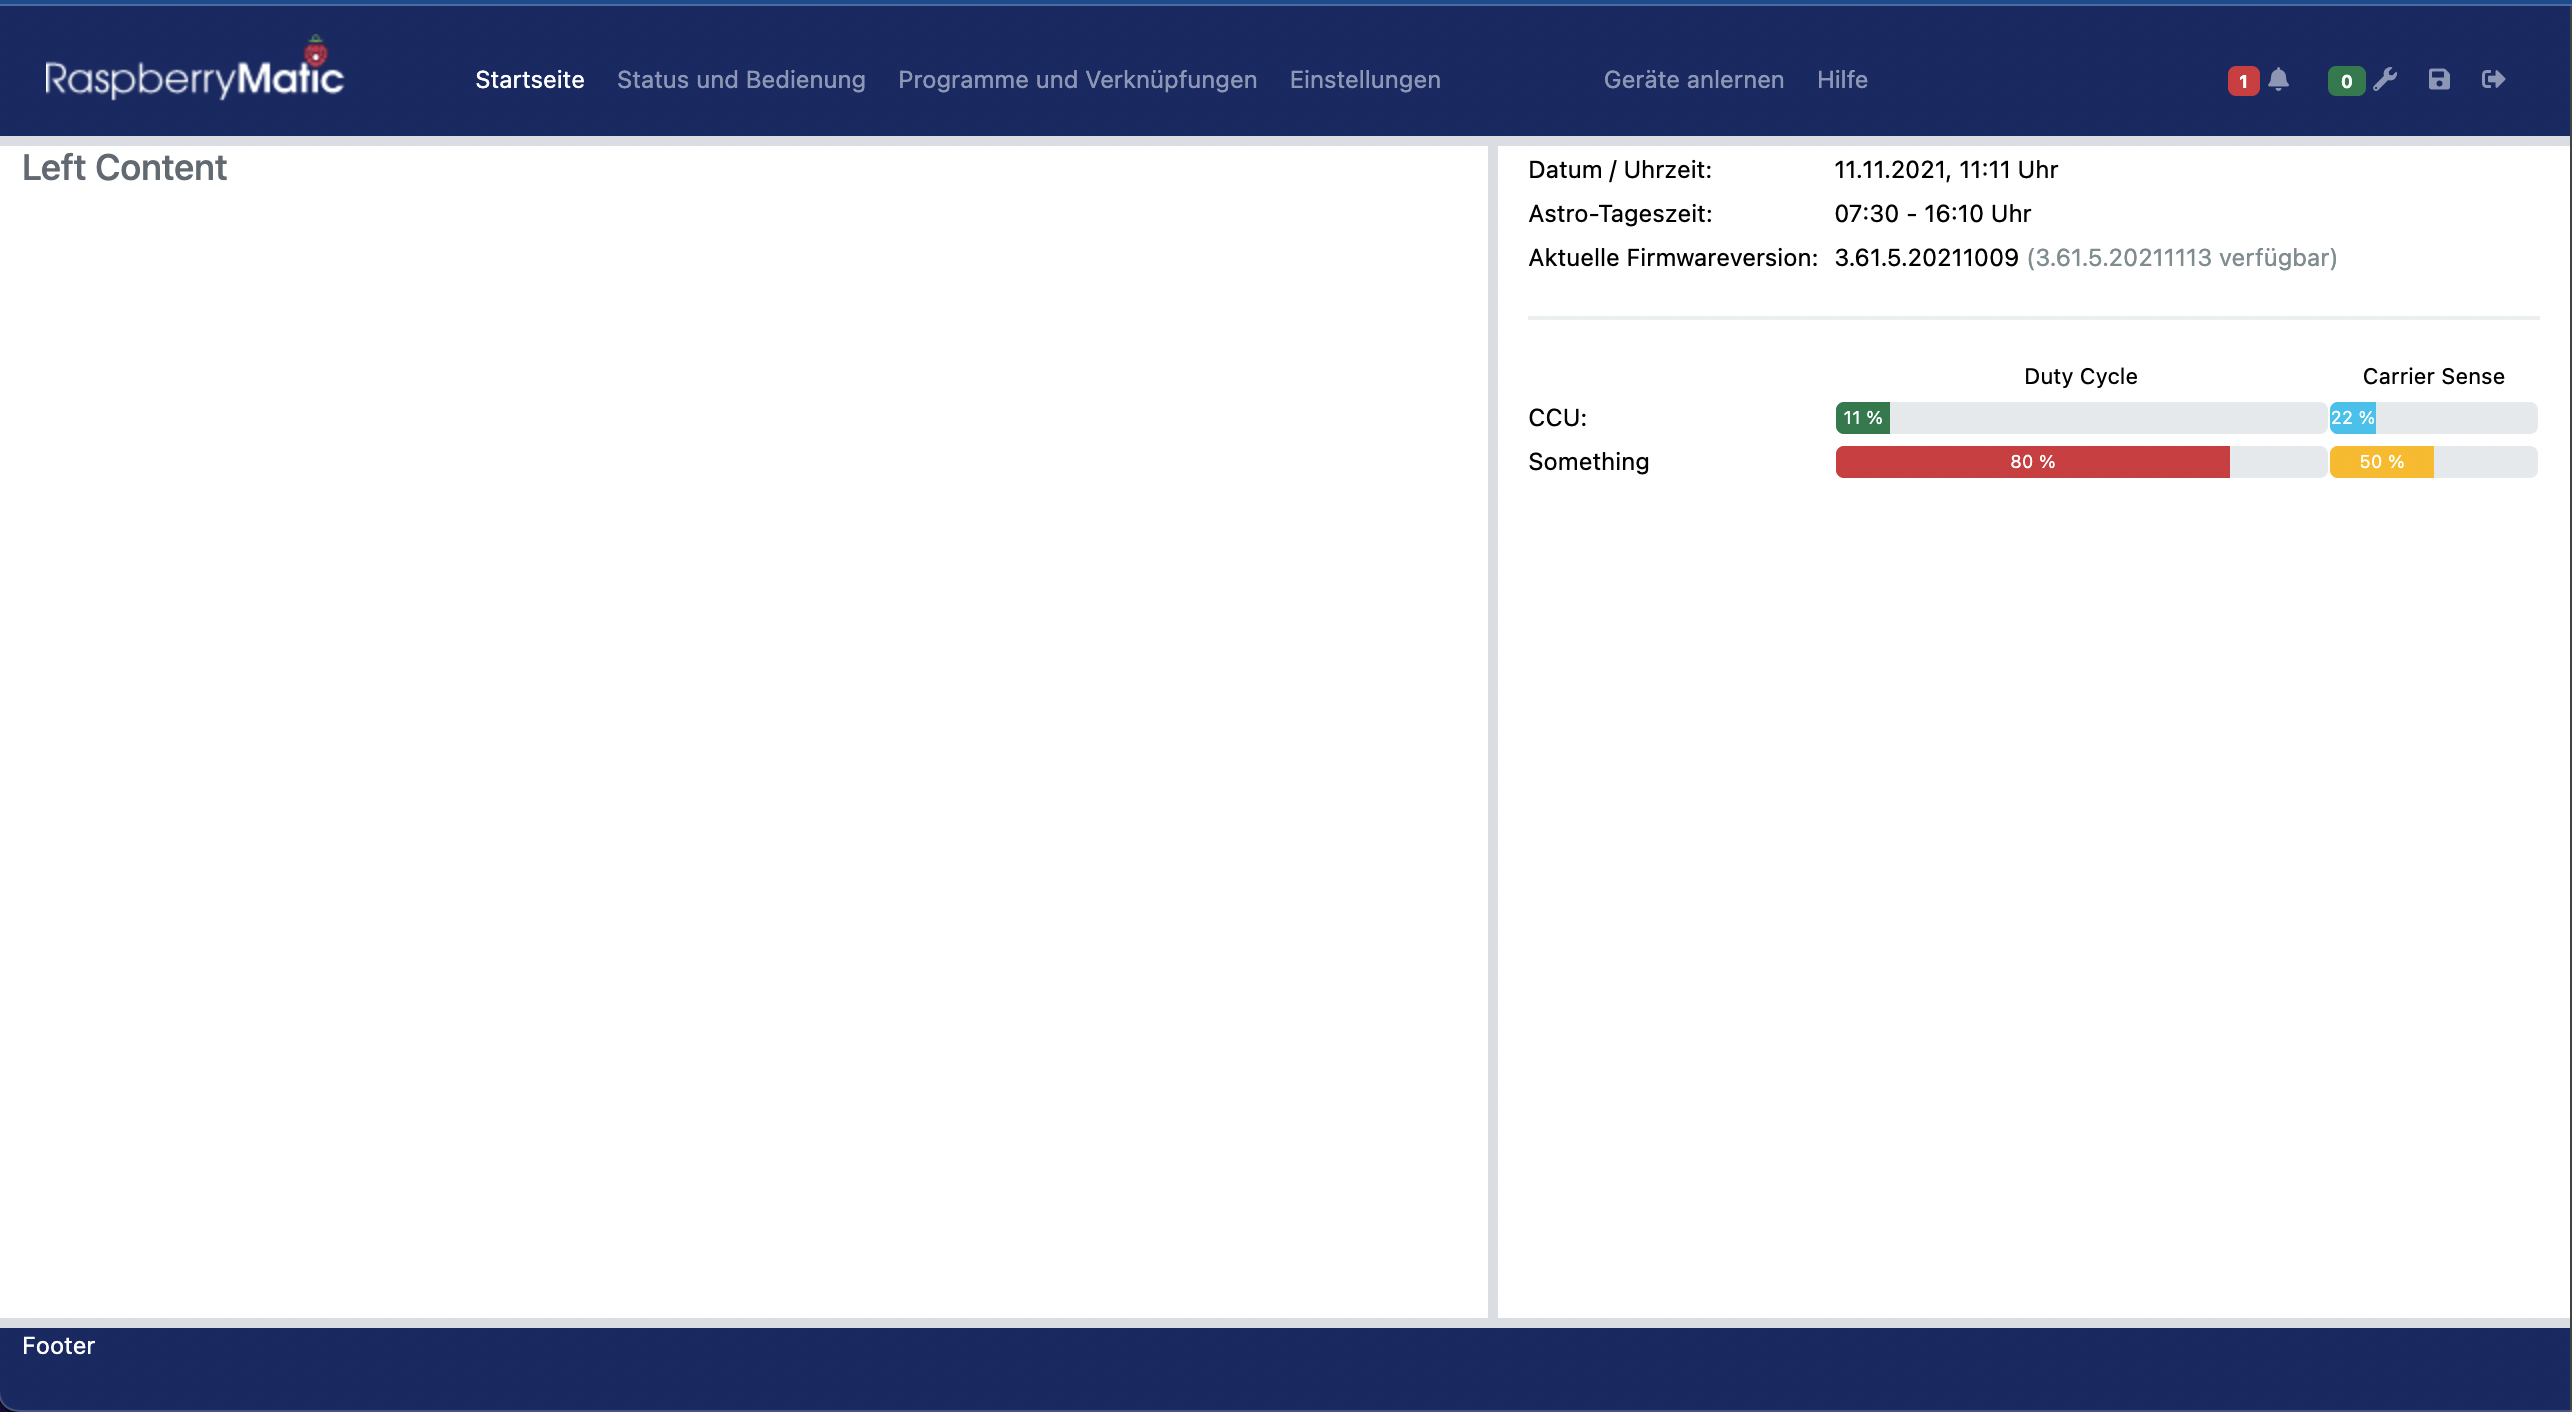 RaspberryMatic Startseite Status und Bedienung Programme und Verknüpfungen Einstellungen Geräte anlernen Hilfe 1 0
Left Content
Datum / Uhrzeit: 11.11.2021, 11:11 Uhr
Astro-Tageszeit: 07:30 - 16:10 Uhr
Aktuelle Firmwareversion: 3.61.5.20211009 (3.61.5.20211113 verfügbar)
Duty Cycle Carrier Sense
CCU: 11 % 22 %
Something 80 % 50 %
Footer